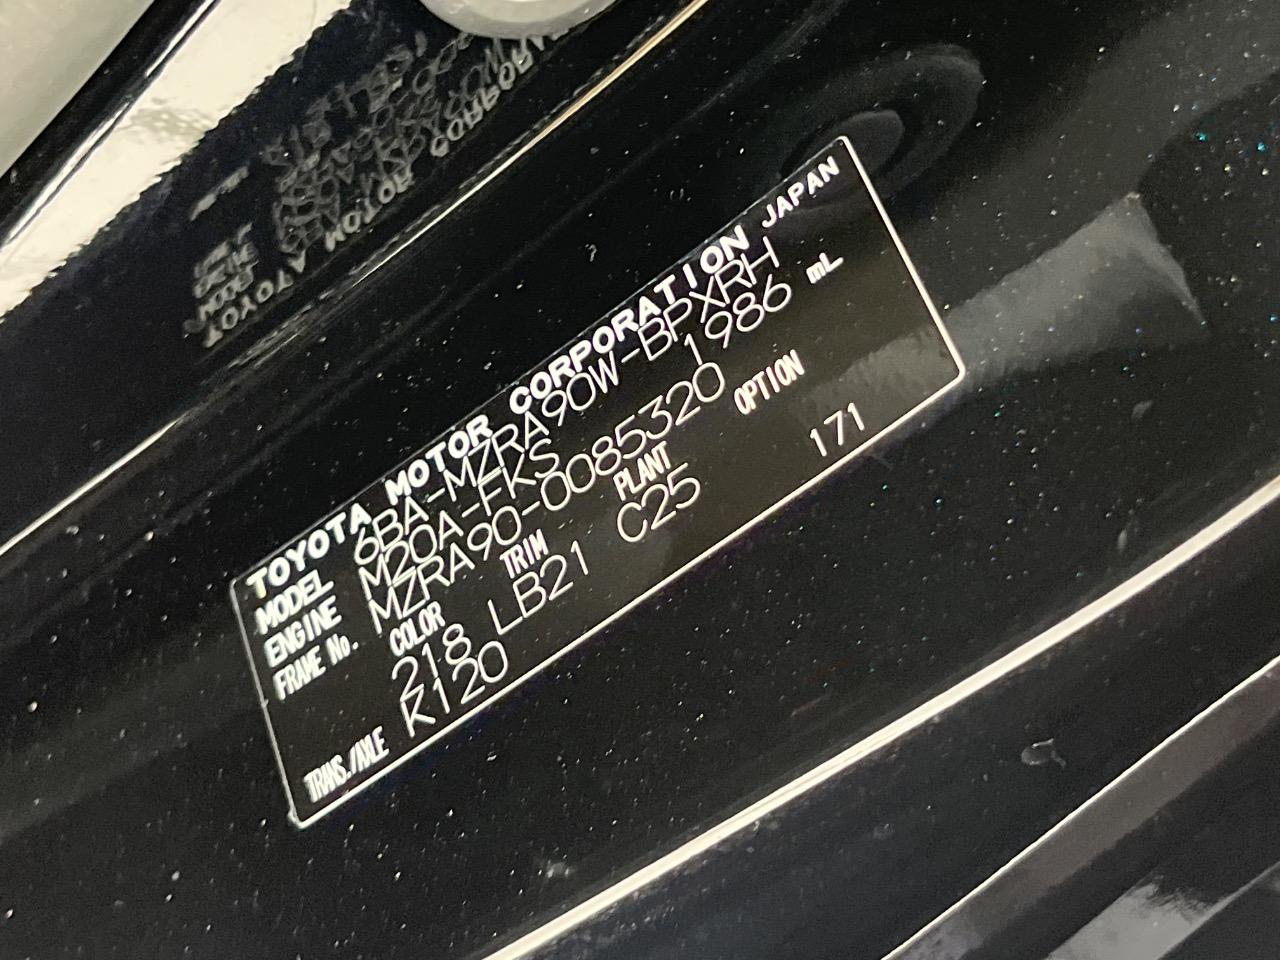 TOYOTA MOTOR CORPORATION JAPAN
MODEL 6BA-MZRA90W-BPXRH
ENGINE M20A-FKS 1986 mL
FRAME No. MZRA90-0085320
COLOR TRIM PLANT OPTION
218 LB21 C25 171
TRANS./AXLE K120